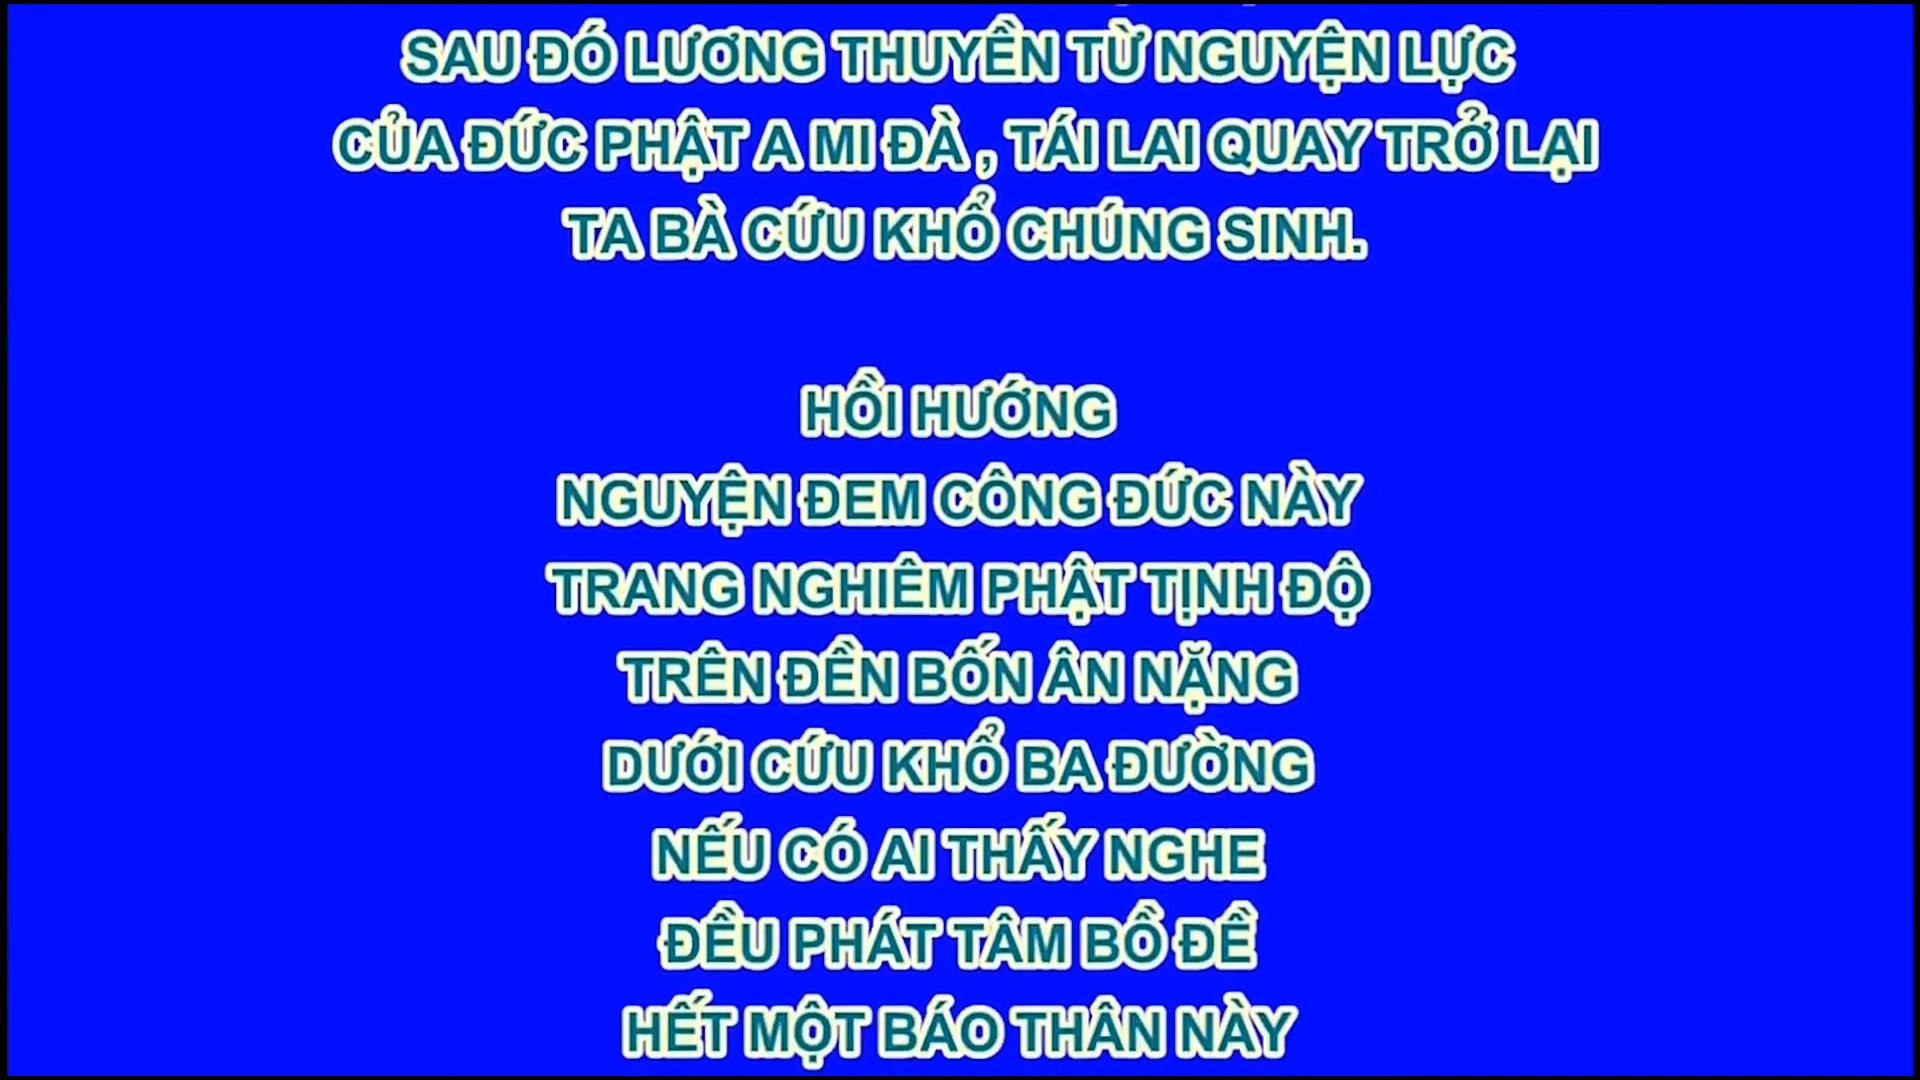 SAU ĐÓ LƯƠNG THUYỀN TỪ NGUYỆN LỰC
CỦA ĐỨC PHẬT A MI ĐÀ , TÁI LAI QUAY TRỞ LẠI
TA BÀ CỨU KHỔ CHÚNG SINH.
HỒI HƯỚNG
NGUYỆN ĐEM CÔNG ĐỨC NÀY
TRANG NGHIÊM PHẬT TỊNH ĐỘ
TRÊN ĐỀN BỐN ÂN NẶNG
DƯỚI CỨU KHỔ BA ĐƯỜNG
NẾU CÓ AI THẤY NGHE
ĐỀU PHÁT TÂM BỒ ĐỀ
HẾT MỘT BÁO THÂN NÀY